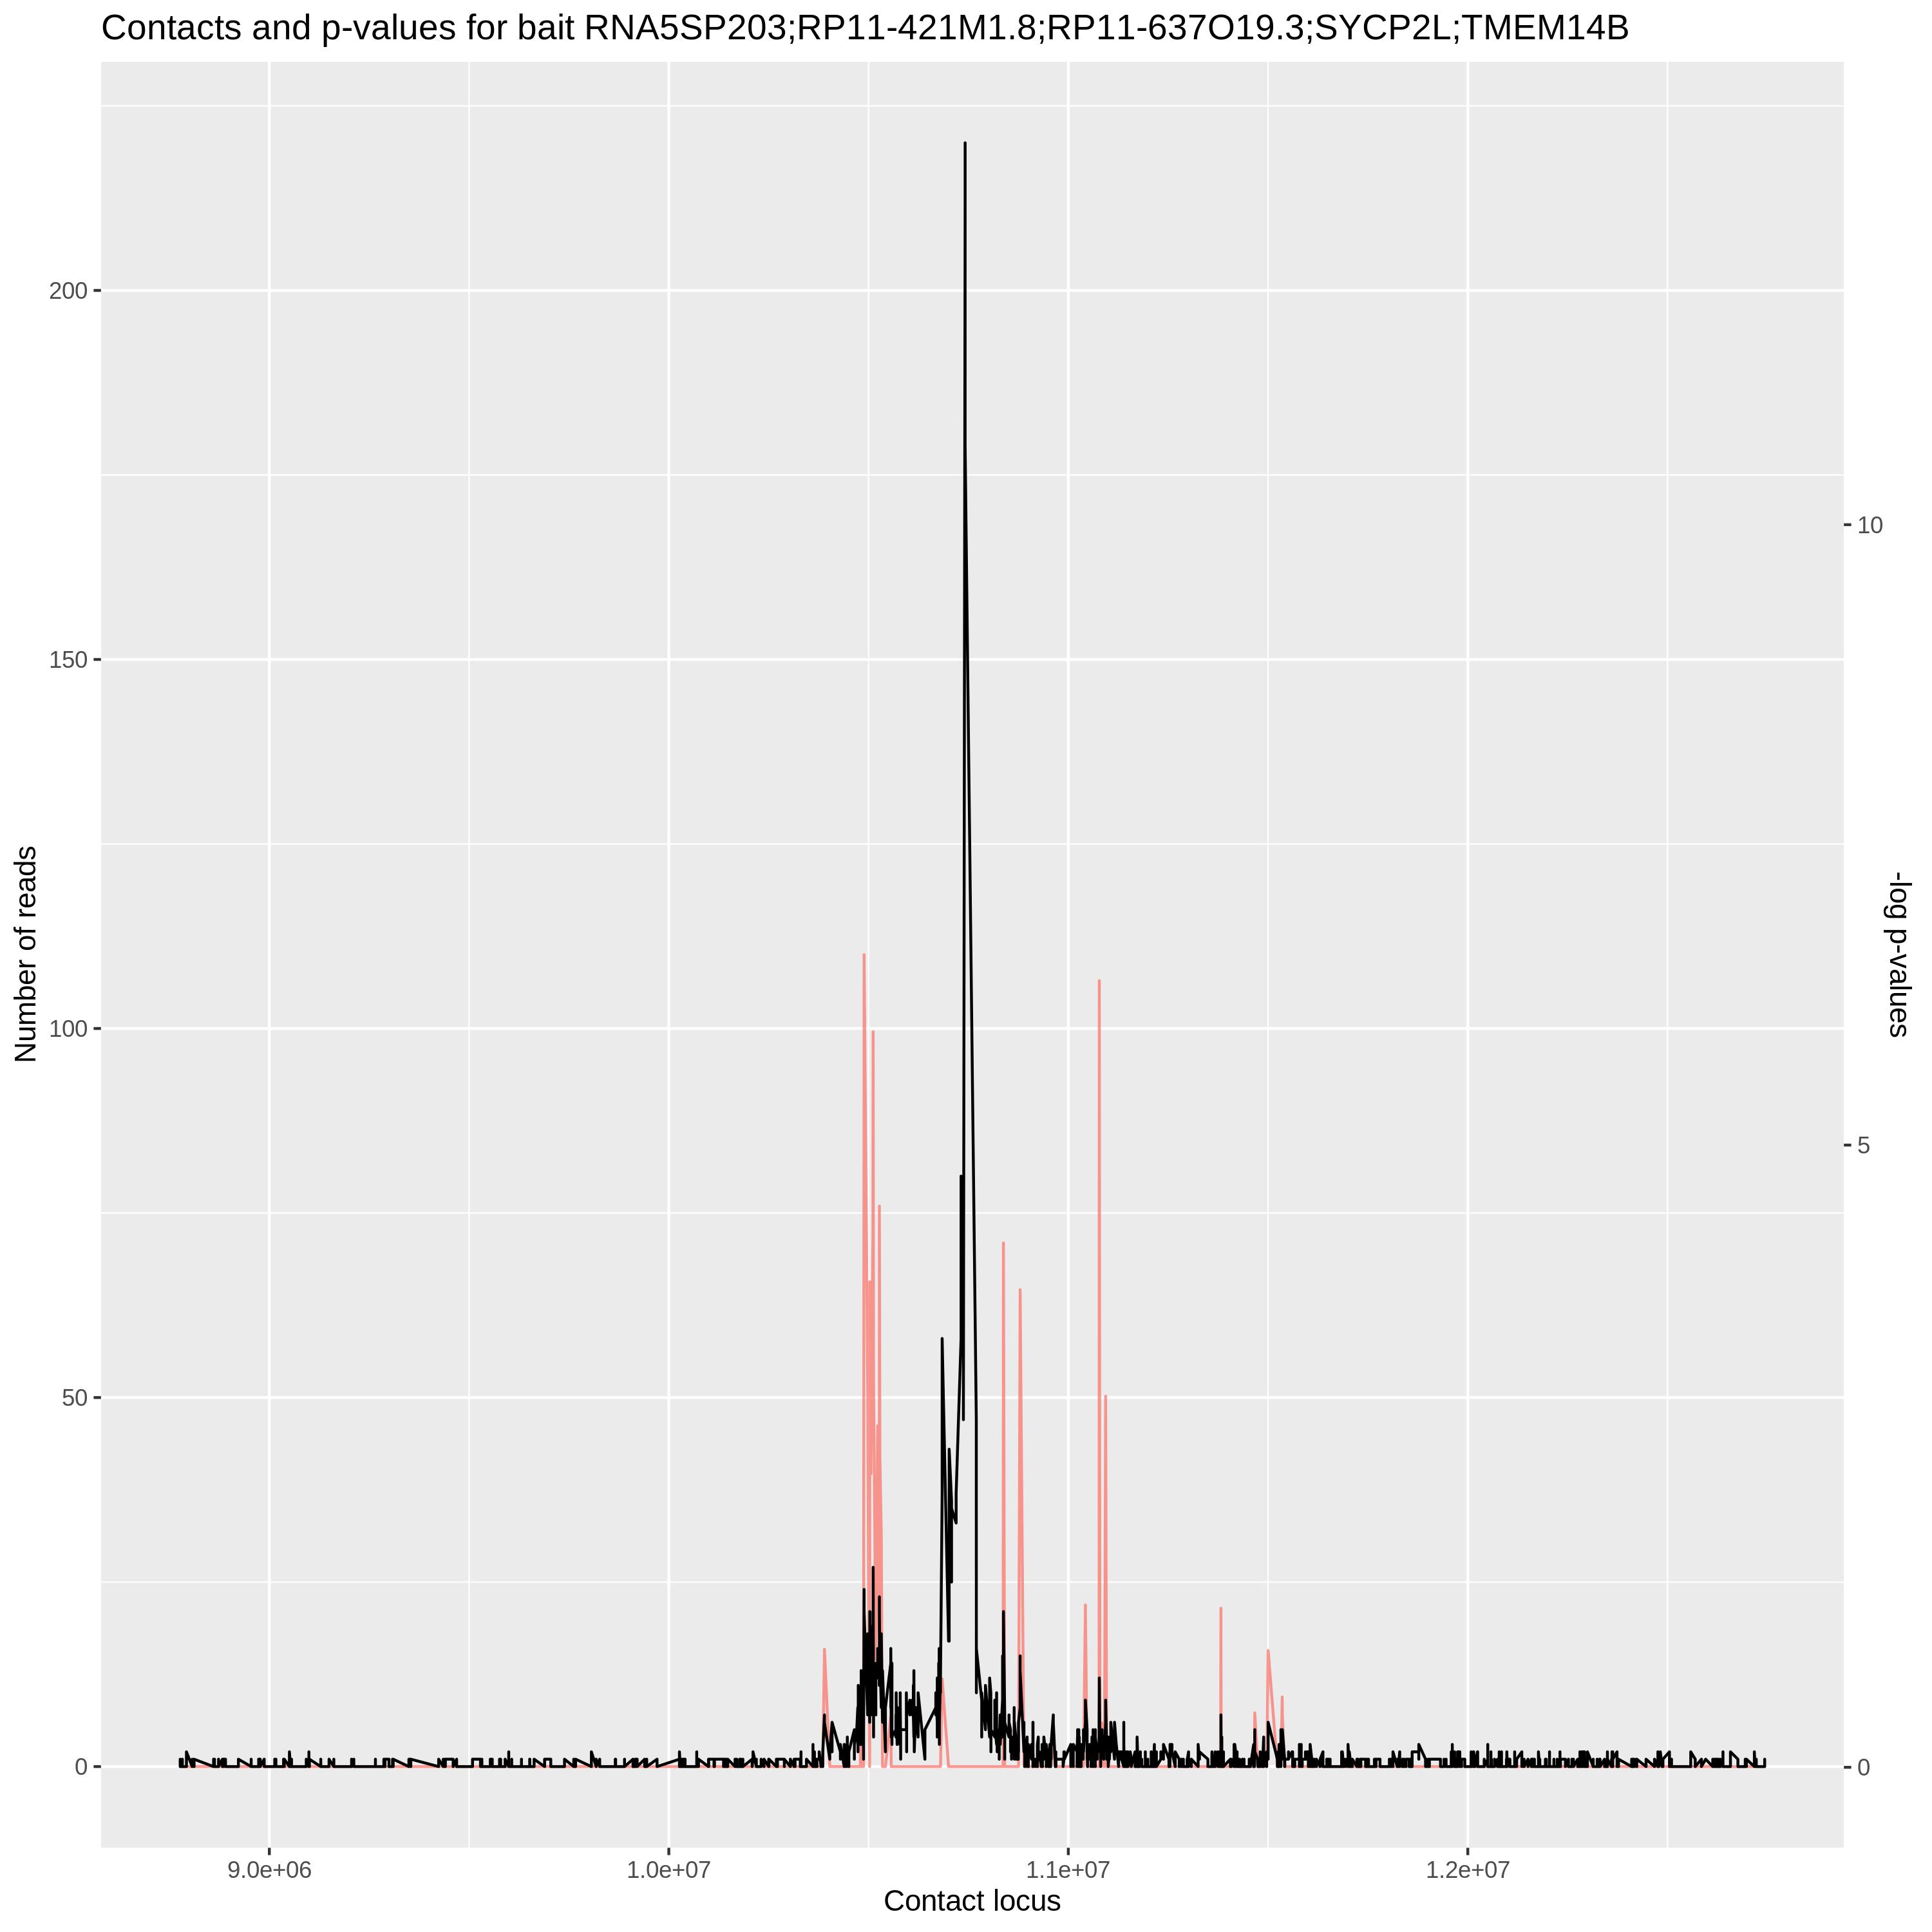 Contacts and p-values for bait RNA5SP203;RP11-421M1.8;RP11-637O19.3;SYCP2L;TMEM14B
200
150
100
50
0
Number of reads
10
5
0
-log p-values
9.0e+06 1.0e+07 1.1e+07 1.2e+07
Contact locus